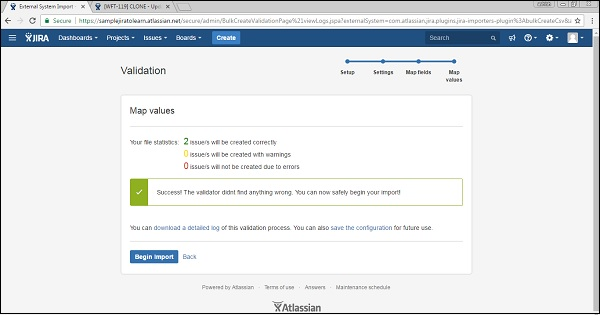 External System Import
[WFT-119] CLONE - Upd
Secure
Secure
https://samplejiratolearn.atlassian.net/secure/admin/BulkCreateValidationPage%21viewLogs.jspa?externalSystem=com.atlassian.jira.plugins.jira-importers-plugin%3AbulkCreateCsv&
JIRA Dashboards Projects Issues Boards Create Search
Validation
Setup Settings Map fields Map values
Map values
Your file statistics: 2 issue/s will be created correctly
0 issue/s will be created with warnings
0 issue/s will not be created due to errors
Success! The validator didnt find anything wrong. You can now safely begin your import!
You can download a detailed log of this validation process. You can also save the configuration for future use.
Begin Import Back
Powered by Atlassian · Terms of use · Answers · Maintenance schedule
Atlassian